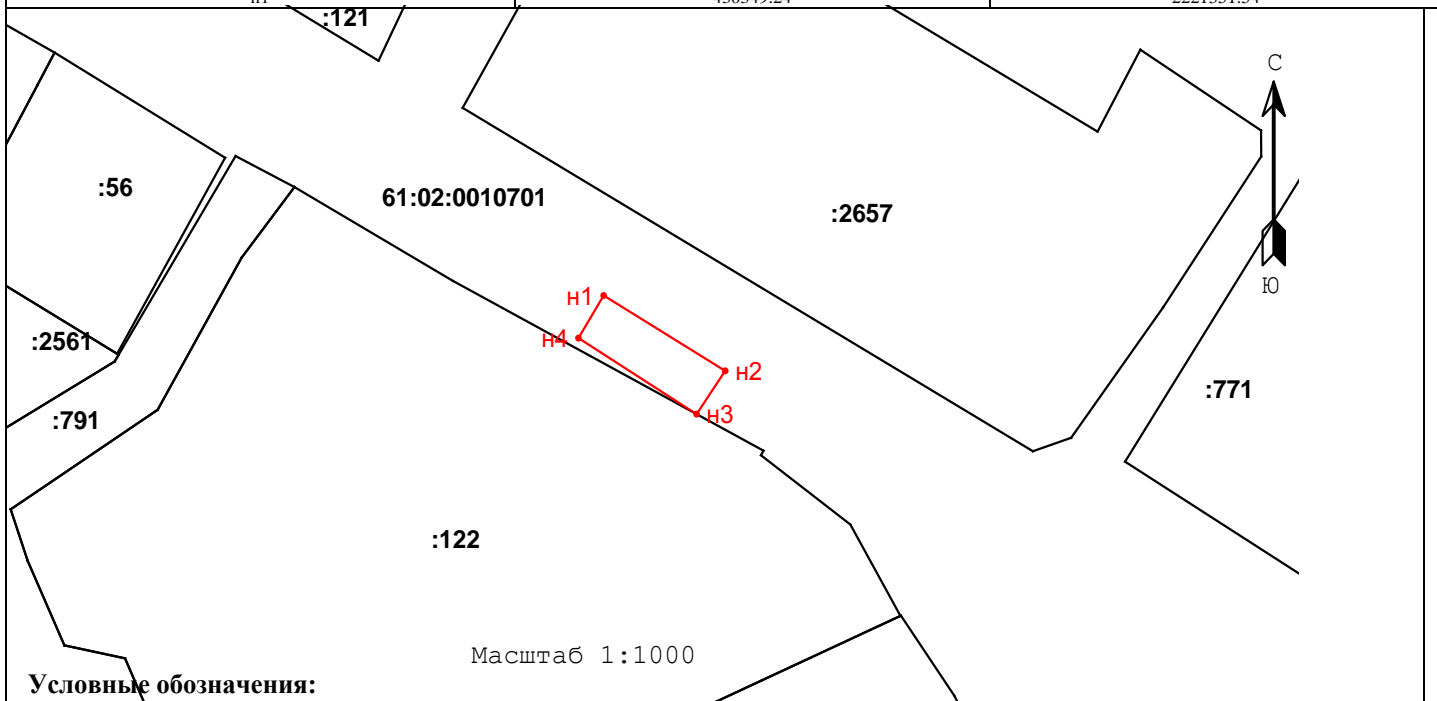 :121
С
:56
61:02:0010701
:2657
Ю
н1
н4
:2561
н2
:771
н3
:791
:122
Масштаб 1:1000
Условные обозначения: